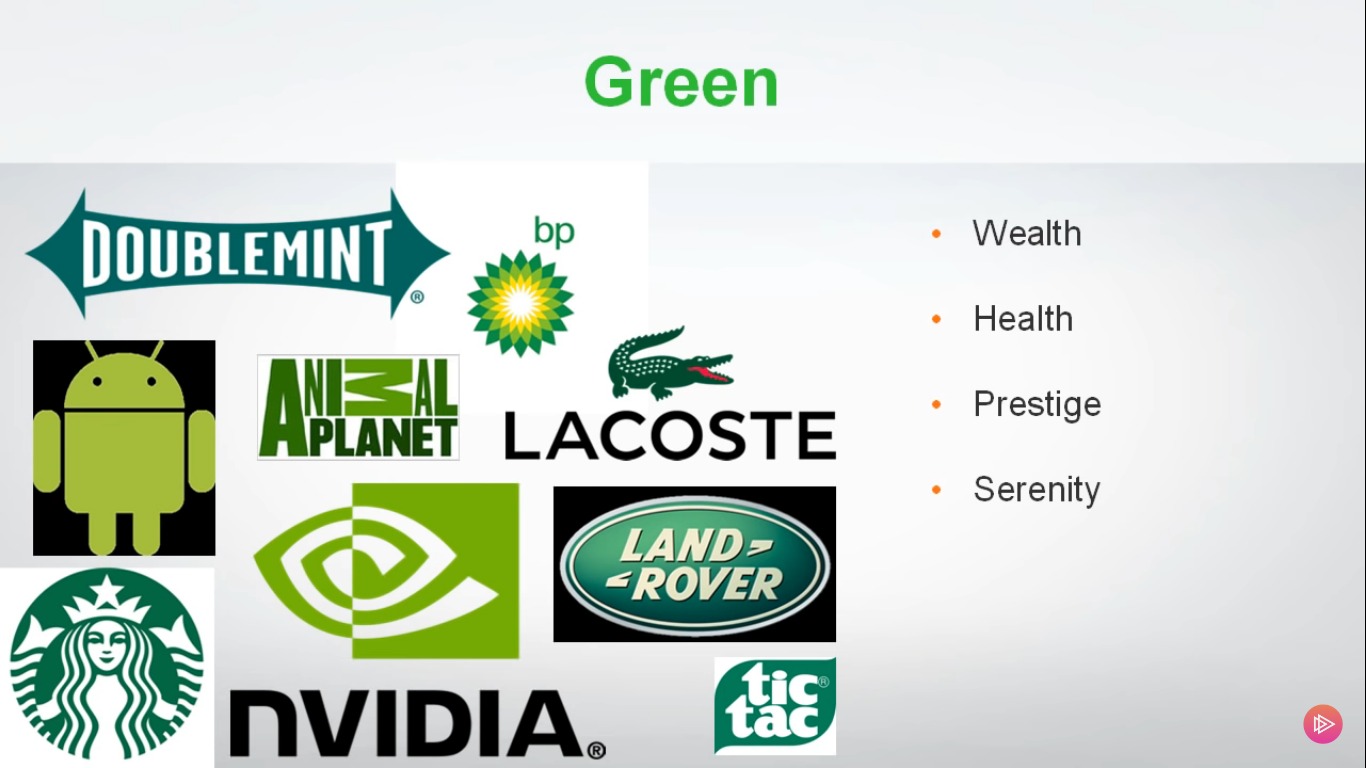 Green
DOUBLEMINT®
bp
ANIMAL
PLANET
LACOSTE
LAND
ROVER
NVIDIA®
tic®
tac
• Wealth
• Health
• Prestige
• Serenity